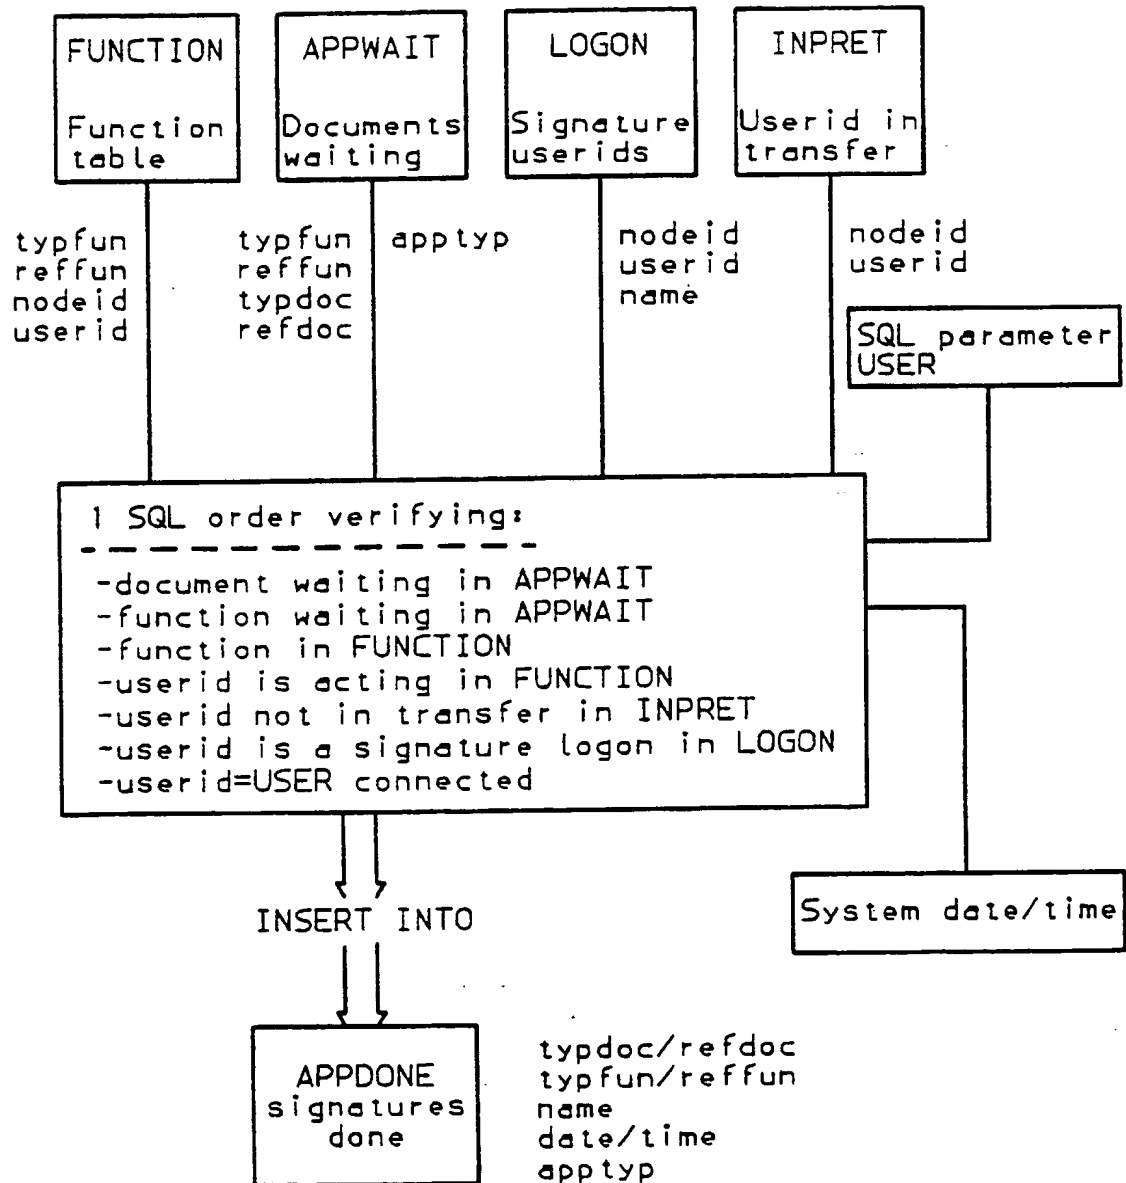 FUNCTION
Function
table
APPWAIT
Documents
waiting
LOGON
Signature
userids
INPRET
Userid in
transfer
typfun
reffun
nodeid
userid
typfun
reffun
typdoc
refdoc
apptyp
nodeid
userid
name
nodeid
userid
SQL parameter
USER
1 SQL order verifying:
-document waiting in APPWAIT
-function waiting in APPWAIT
-function in FUNCTION
-userid is acting in FUNCTION
-userid not in transfer in INPRET
-userid is a signature logon in LOGON
-userid=USER connected
INSERT INTO
System date/time
APPDONE
signatures
done
typdoc/refdoc
typfun/reffun
name
date/time
apptyp